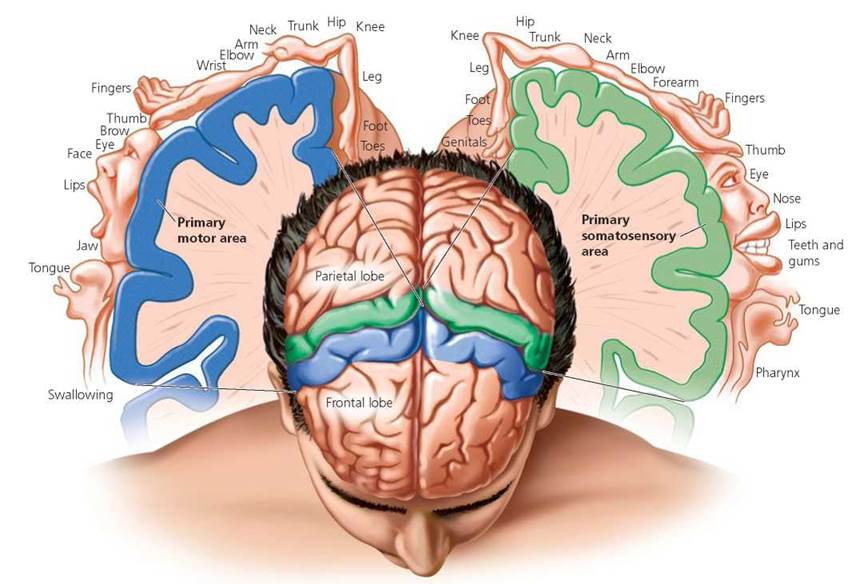 Neck
Trunk
Hip
Knee
Arm
Elbow
Wrist
Leg
Fingers
Thumb
Brow
Eye
Face
Lips
Jaw
Tongue
Swallowing
Foot
Toes
Primary
motor area
Hip
Knee
Trunk
Neck
Arm
Elbow
Forearm
Leg
Fingers
Foot
Toes
Genitals
Thumb
Eye
Nose
Lips
Teeth and
gums
Tongue
Pharynx
Primary
somatosensory
area
Parietal lobe
Frontal lobe